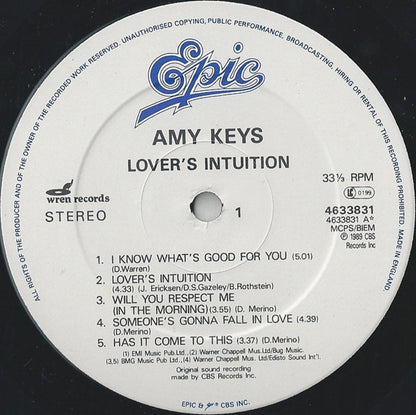 ALL RIGHTS OF THE PRODUCER AND OF THE OWNER OF THE RECORDED WORK RESERVED. UNAUTHORISED COPYING, PUBLIC PERFORMANCE, BROADCASTING, HIRING OR RENTAL OF THIS RECORDING PROHIBITED. MADE IN ENGLAND.
Epic
AMY KEYS
LOVER'S INTUITION
33⅓ RPM
LC 0199
wren records
STEREO
1
4633831
4633831 A
MCPS/BIEM
℗ 1989 CBS
Records Inc
1. I KNOW WHAT'S GOOD FOR YOU (5.01)
(D.Warren)
2. LOVER'S INTUITION
(4.33) (J. Ericksen/D.S.Gazeley/B.Rothstein)
3. WILL YOU RESPECT ME
(IN THE MORNING) (3.55) (D. Merino)
4. SOMEONE'S GONNA FALL IN LOVE (4.39)
(D. Merino)
5. HAS IT COME TO THIS (3.37) (D.Merino)
(1) EMI Music Pub Ltd., (2) Warner Chappell Mus.Ltd/Bug Music.
(3,5) BMG Music Pub Ltd. (4) Warner Chappell Mus Ltd/Edisto Sound Int'l.
Original sound recording
made by CBS Records Inc.
EPIC & ® CBS INC.